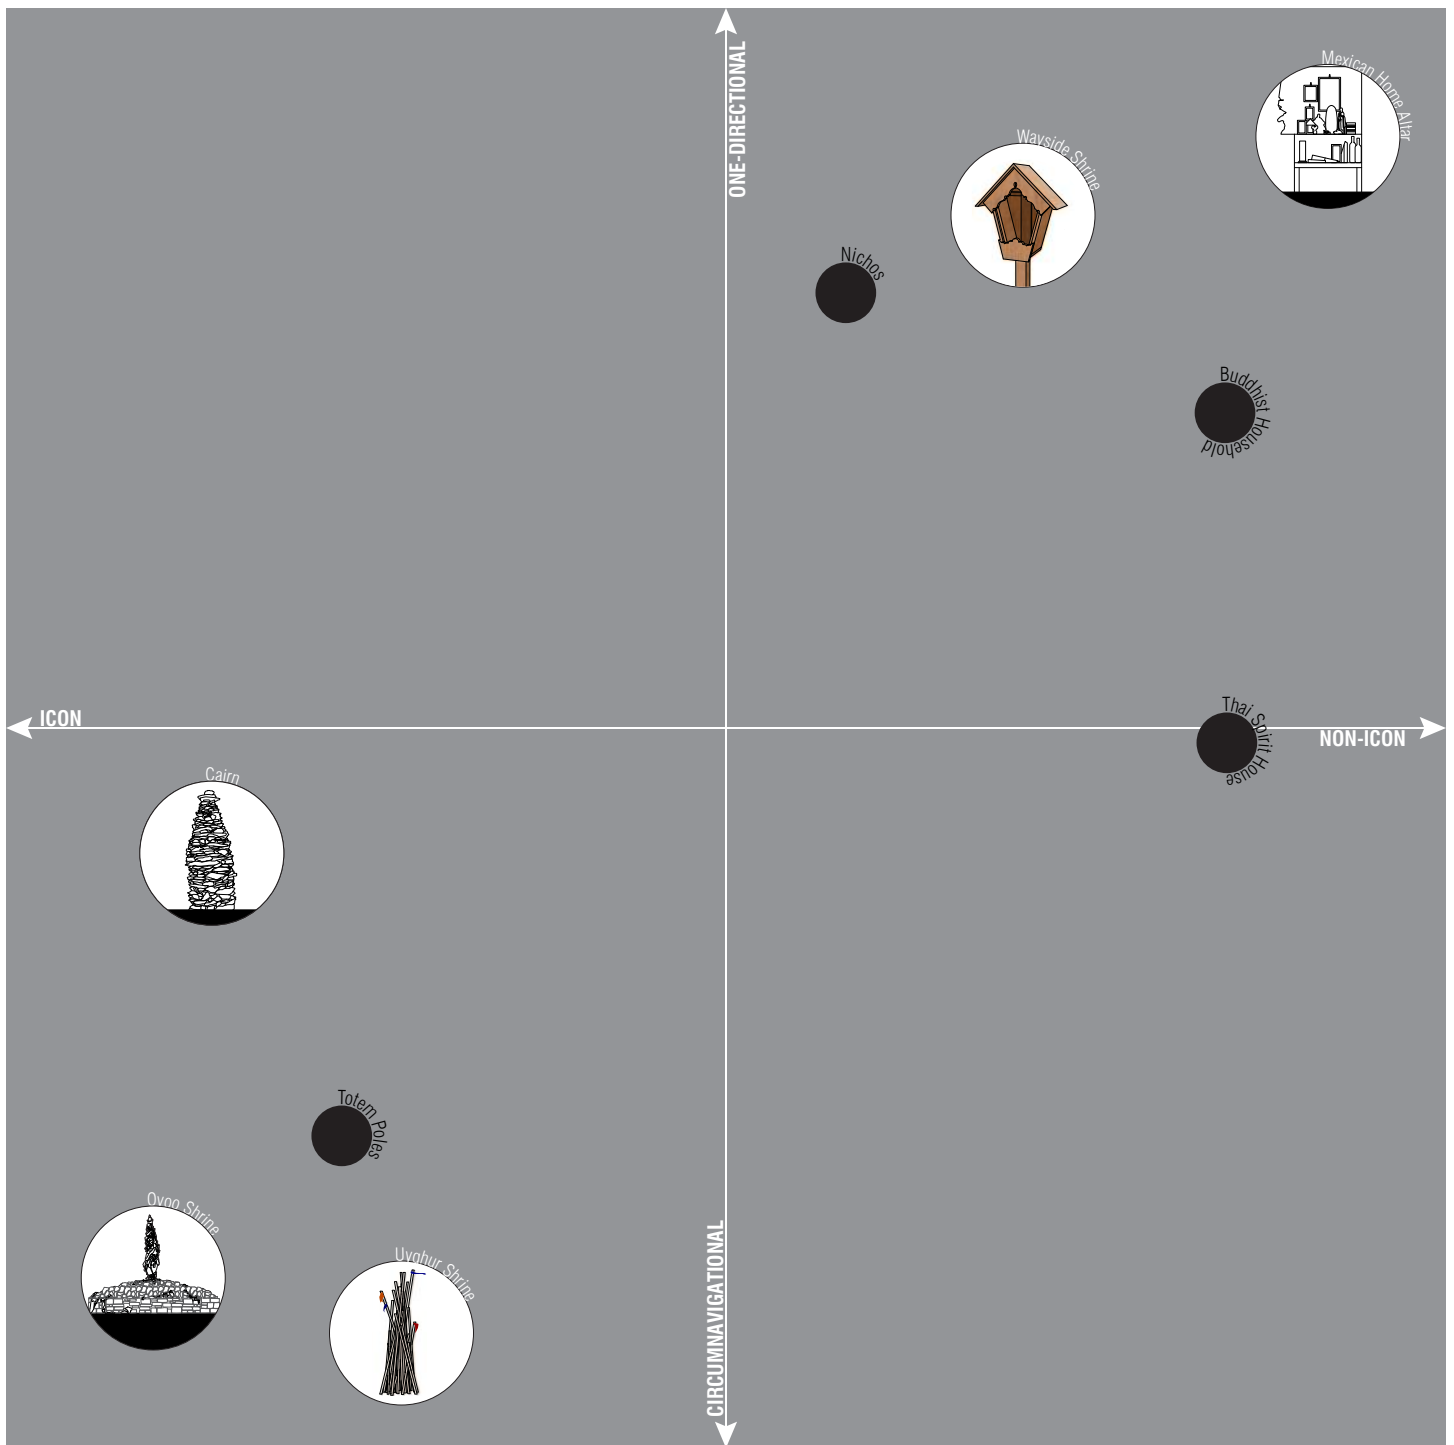 ONE-DIRECTIONAL
Mexican Home Altar
Wayside Shrine
Nichos
Buddhist Household
ICON
Thai Spirit House
NON-ICON
Cairn
Totem Poles
Ovoo Shrine
CIRCUMNAVIGATIONAL
Uyghur Shrine